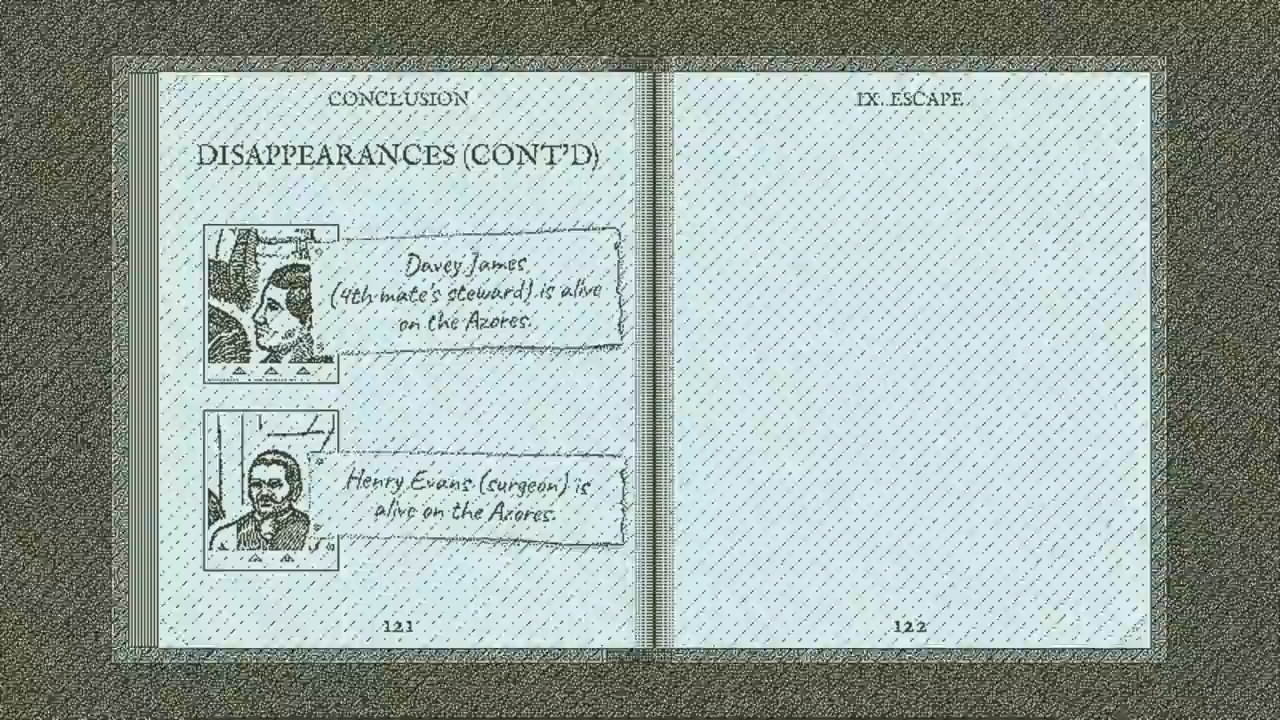 CONCLUSION
DISAPPEARANCES (CONT'D)
Davey James
(4th mate's steward) is alive
on the Azores.
Henry Evans (surgeon) is
alive on the Azores.
121
IX. ESCAPE
122